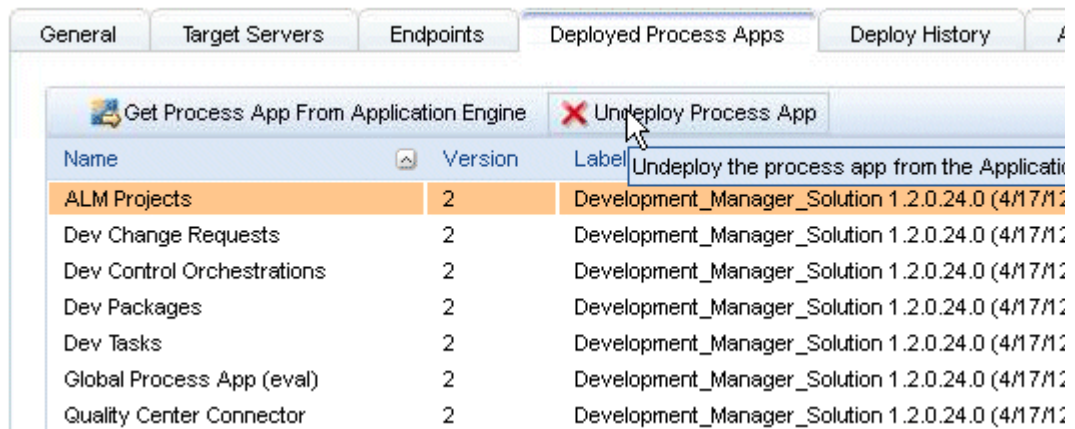 General Target Servers Endpoints Deployed Process Apps Deploy History
Get Process App From Application Engine Undeploy Process App
Name Version Label
Undeploy the process app from the Applicatio
ALM Projects 2 Development_Manager_Solution 1.2.0.24.0 (4/17/12
Dev Change Requests 2 Development_Manager_Solution 1.2.0.24.0 (4/17/12
Dev Control Orchestrations 2 Development_Manager_Solution 1.2.0.24.0 (4/17/12
Dev Packages 2 Development_Manager_Solution 1.2.0.24.0 (4/17/12
Dev Tasks 2 Development_Manager_Solution 1.2.0.24.0 (4/17/12
Global Process App (eval) 2 Development_Manager_Solution 1.2.0.24.0 (4/17/12
Quality Center Connector 2 Development_Manager_Solution 1.2.0.24.0 (4/17/12